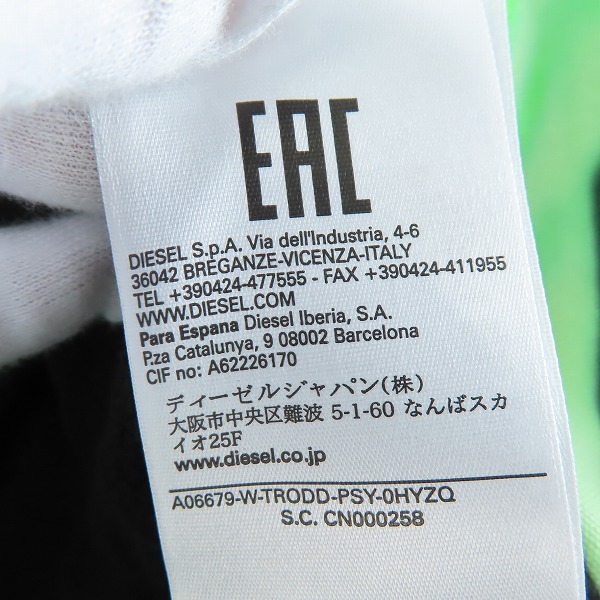 EAC
DIESEL S.p.A. Via dell'Industria, 4-6
36042 BREGANZE-VICENZA-ITALY
TEL +390424-477555 - FAX +390424-411955
WWW.DIESEL.COM
Para Espana Diesel Iberia, S.A.
P.za Catalunya, 9 08002 Barcelona
CIF no: A62226170
ディーゼルジャパン(株)
大阪市中央区難波 5-1-60 なんばスカ
イオ25F
www.diesel.co.jp
A06679-W-TRODD-PSY-0HYZQ
S.C. CN000258